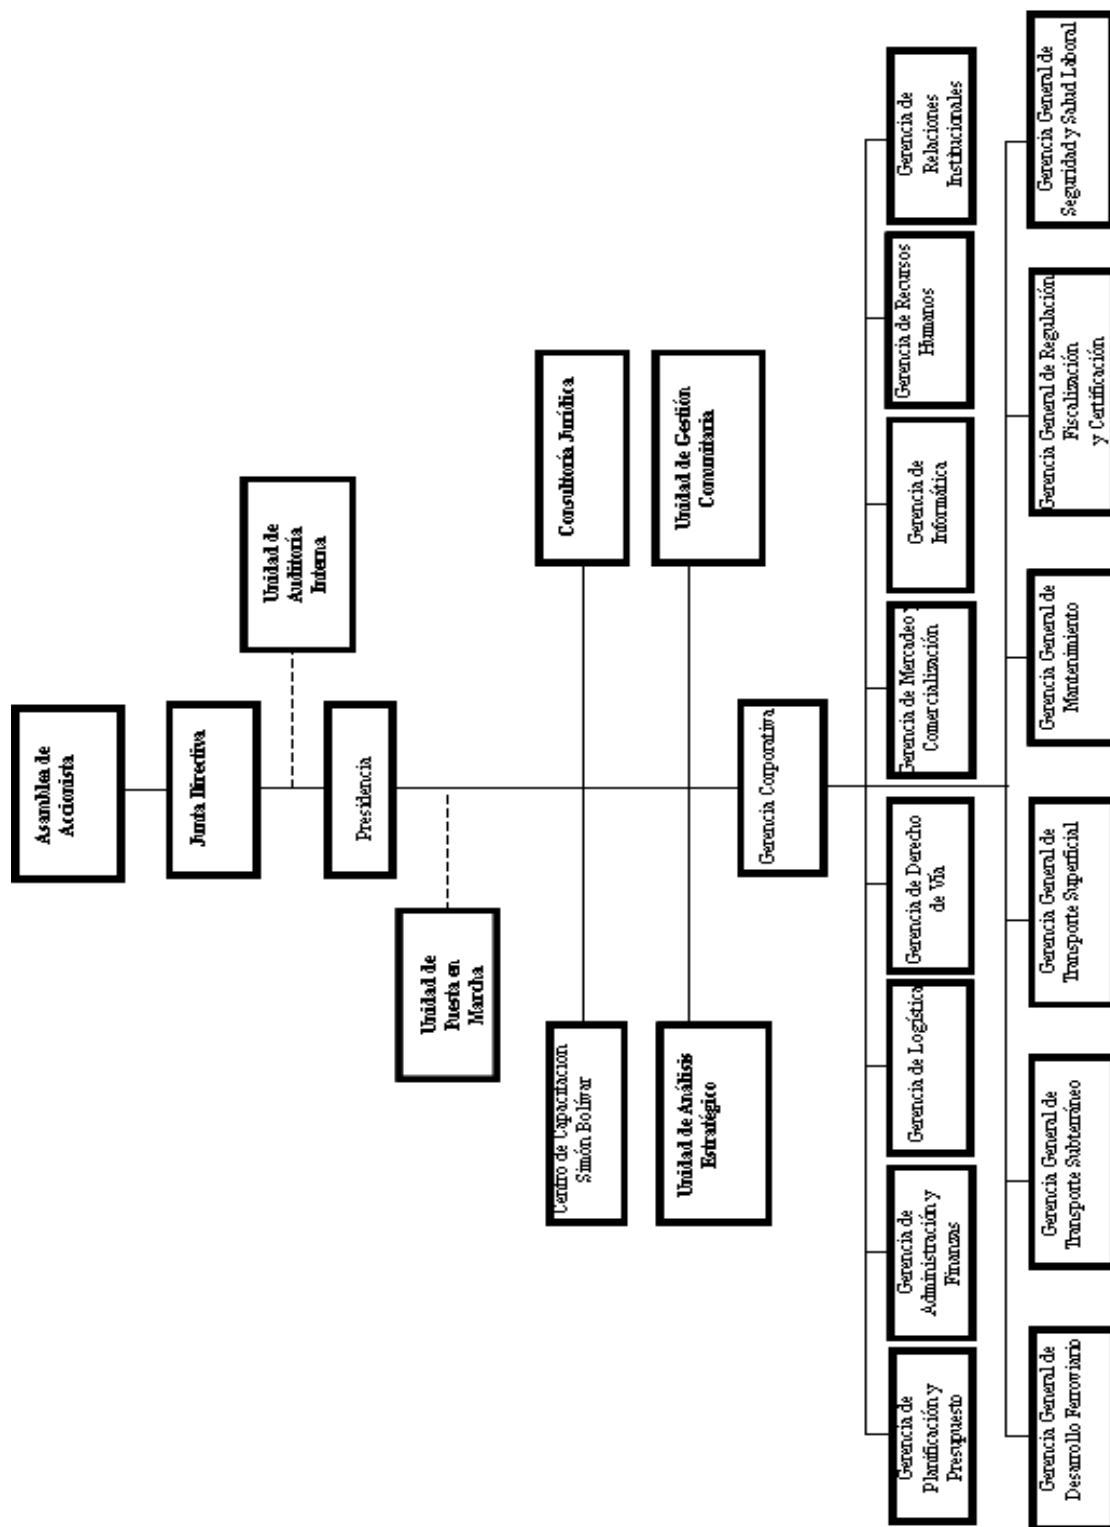 Asamblea de
Accionista
Junta Directiva
Unidad de
Auditoría
Interna
Presidencia
Unidad de
Puesta en
Marcha
Centro de Capacitacion
Simón Bolívar
Consultoría Jurídica
Unidad de Análisis
Estratégico
Unidad de Gestión
Comunitaria
Gerencia Corporativa
Gerencia de
Planificación y
Presupuesto
Gerencia de
Administración y
Finanzas
Gerencia de Logística
Gerencia de Derecho
de Vía
Gerencia de Mercadeo y
Comercialización
Gerencia de
Informática
Gerencia de Recursos
Humanos
Gerencia de
Relaciones
Institucionales
Gerencia General de
Desarrollo Ferroviario
Gerencia General de
Transporte Subterráneo
Gerencia General de
Transporte Superficial
Gerencia General de
Mantenimiento
Gerencia General de Regulación
Fiscalización
y Certificación
Gerencia General de
Seguridad y Salud Laboral